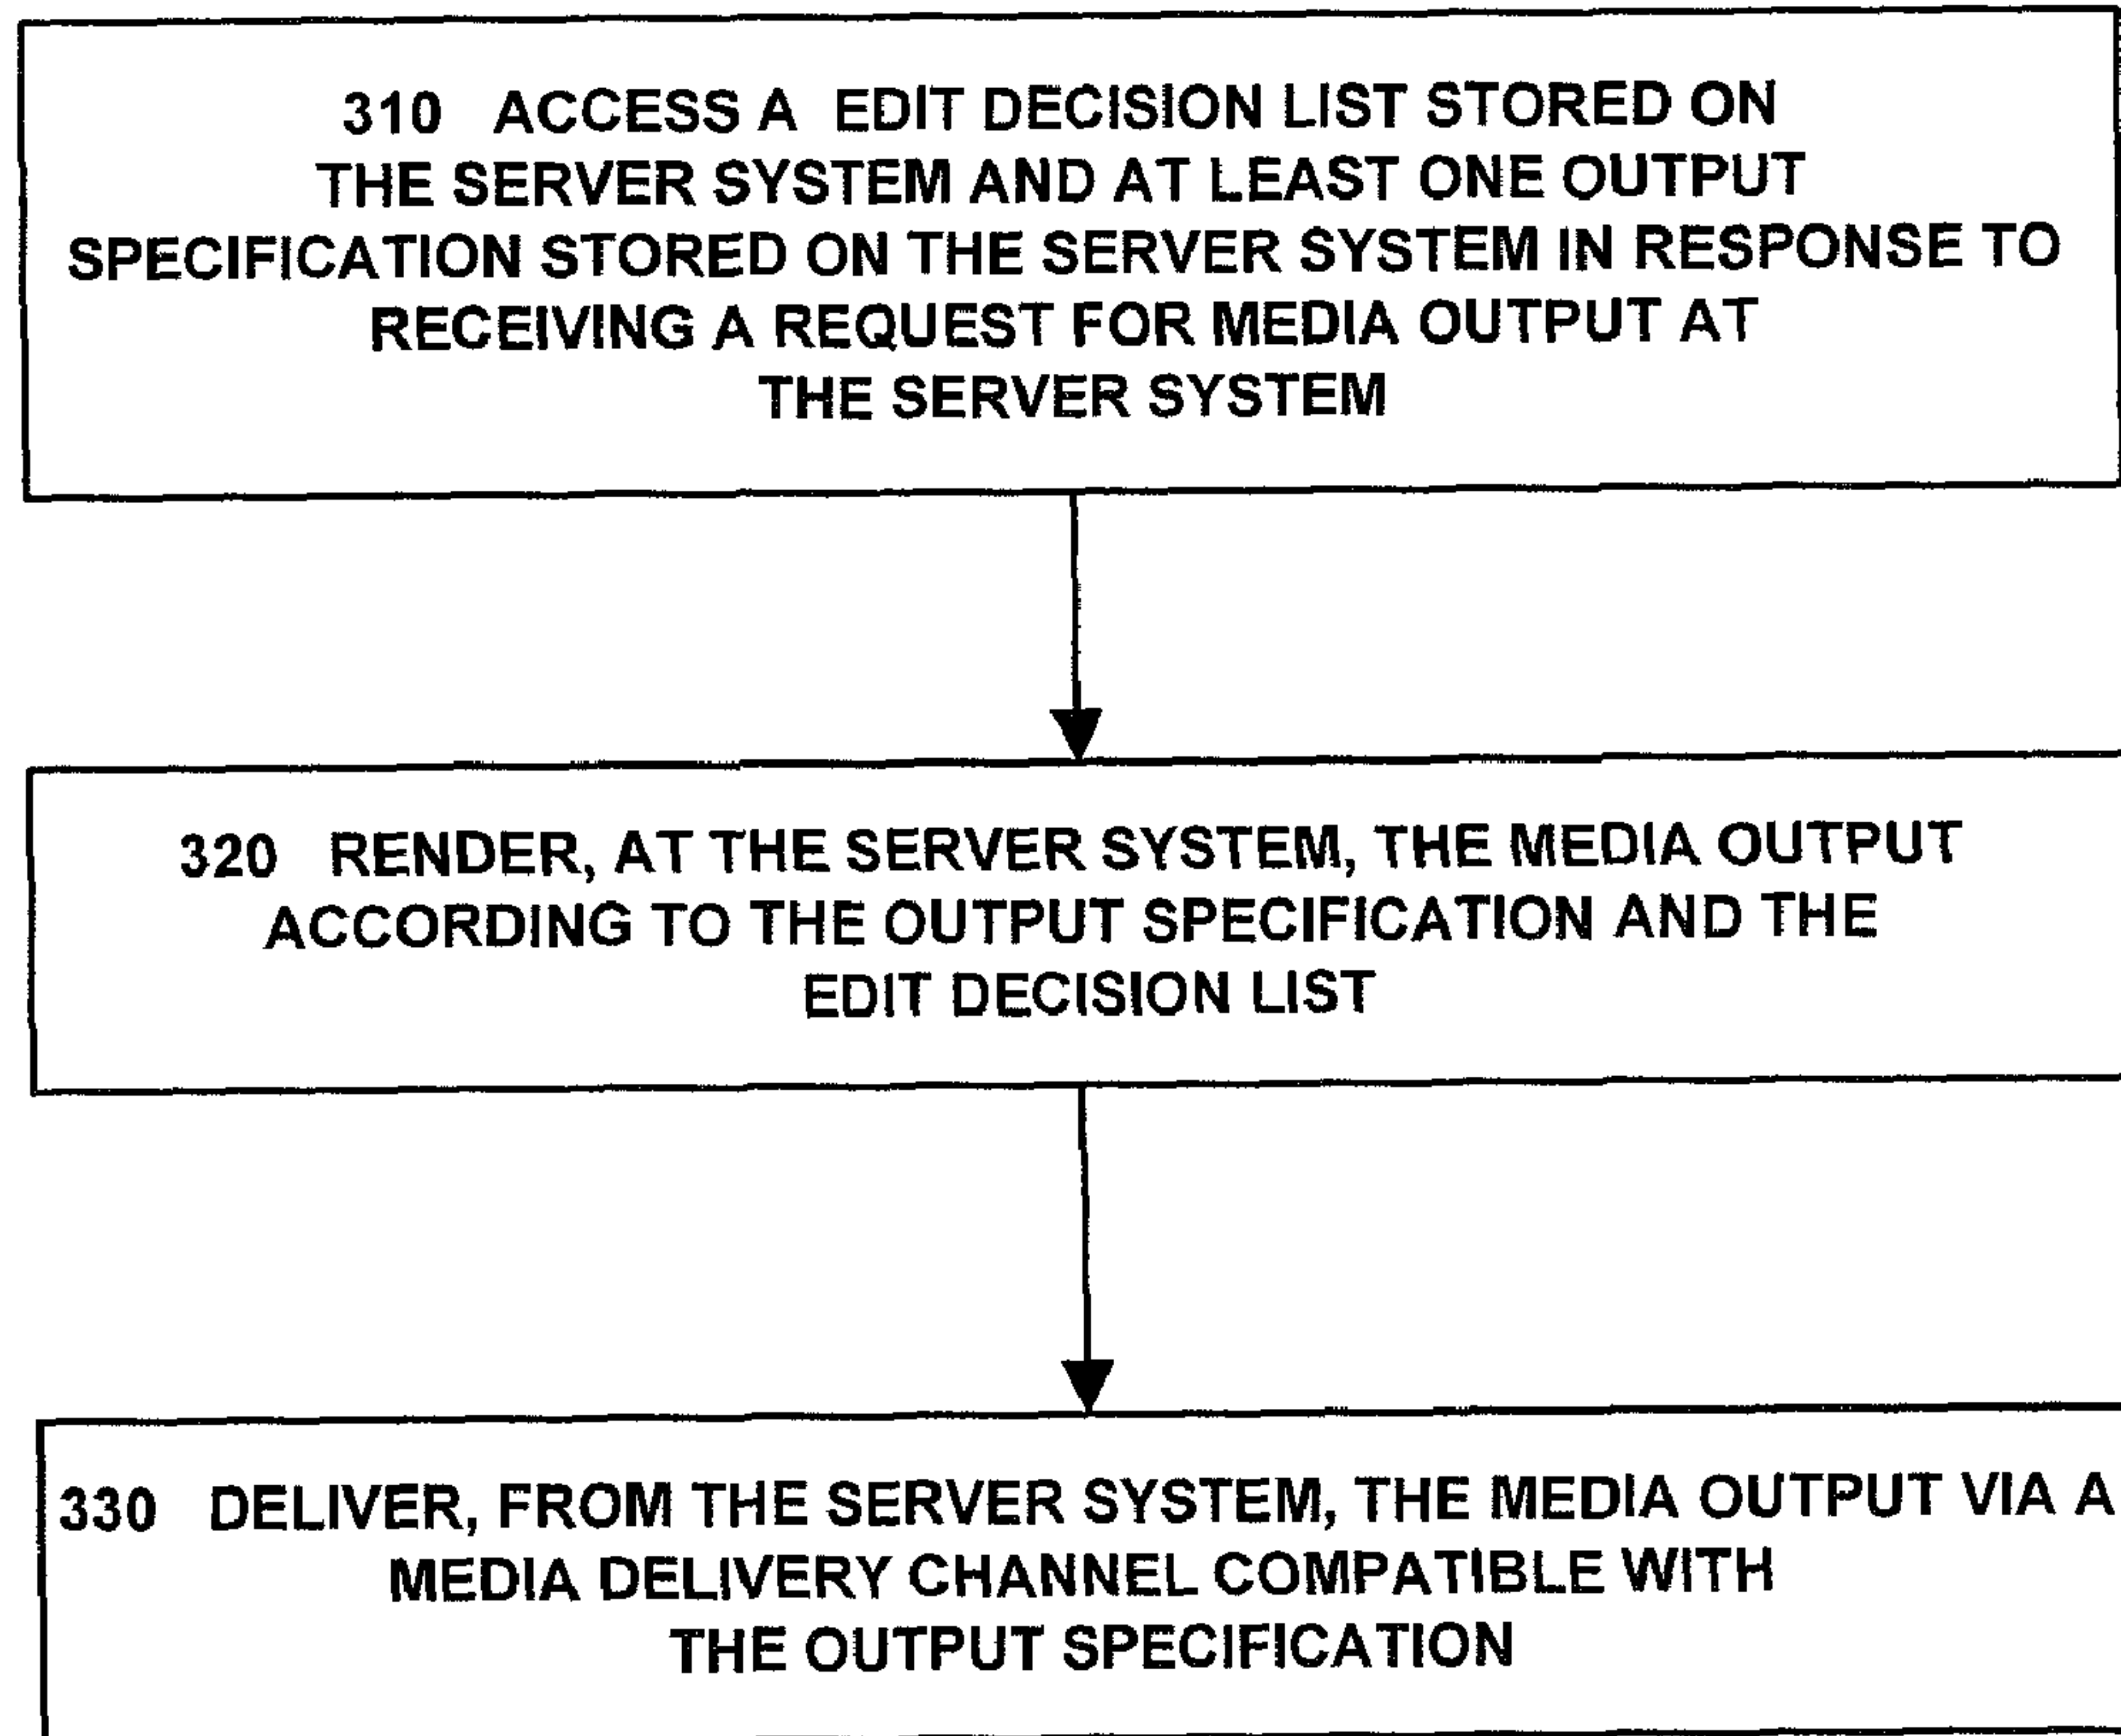 310 ACCESS A EDIT DECISION LIST STORED ON
THE SERVER SYSTEM AND AT LEAST ONE OUTPUT
SPECIFICATION STORED ON THE SERVER SYSTEM IN RESPONSE TO
RECEIVING A REQUEST FOR MEDIA OUTPUT AT
THE SERVER SYSTEM
320 RENDER, AT THE SERVER SYSTEM, THE MEDIA OUTPUT
ACCORDING TO THE OUTPUT SPECIFICATION AND THE
EDIT DECISION LIST
330 DELIVER, FROM THE SERVER SYSTEM, THE MEDIA OUTPUT VIA A
MEDIA DELIVERY CHANNEL COMPATIBLE WITH
THE OUTPUT SPECIFICATION